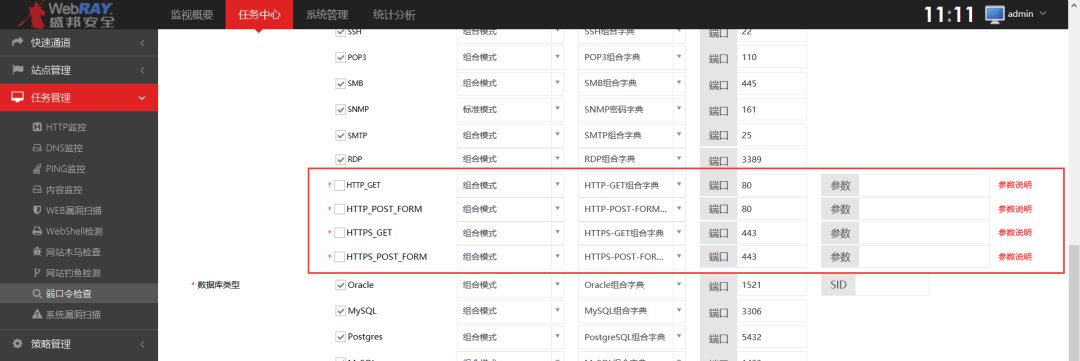 WebRAY
盛邦安全
监视概要 任务中心 系统管理 统计分析 11:11 admin
快速通道
站点管理
任务管理
HTTP监控
DNS监控
PING监控
内容监控
WEB漏洞扫描
WebShell检测
网站木马检查
网站钓鱼检测
弱口令检查
系统漏洞扫描
策略管理
SSH 组合模式 SSH组合字典 端口 22
POP3 组合模式 POP3组合字典 端口 110
SMB 组合模式 SMB组合字典 端口 445
SNMP 标准模式 SNMP密码字典 端口 161
SMTP 组合模式 SMTP组合字典 端口 25
RDP 组合模式 RDP组合字典 端口 3389
* HTTP_GET 组合模式 HTTP-GET组合字典 端口 80 参数 参数说明
* HTTP_POST_FORM 组合模式 HTTP-POST-FORM... 端口 80 参数 参数说明
* HTTPS_GET 组合模式 HTTPS-GET组合字典 端口 443 参数 参数说明
* HTTPS_POST_FORM 组合模式 HTTPS-POST-FOR... 端口 443 参数 参数说明
* 数据库类型 Oracle 组合模式 Oracle组合字典 端口 1521 SID
MySQL 组合模式 MySQL组合字典 端口 3306
Postgres 组合模式 PostgreSQL组合字典 端口 5432